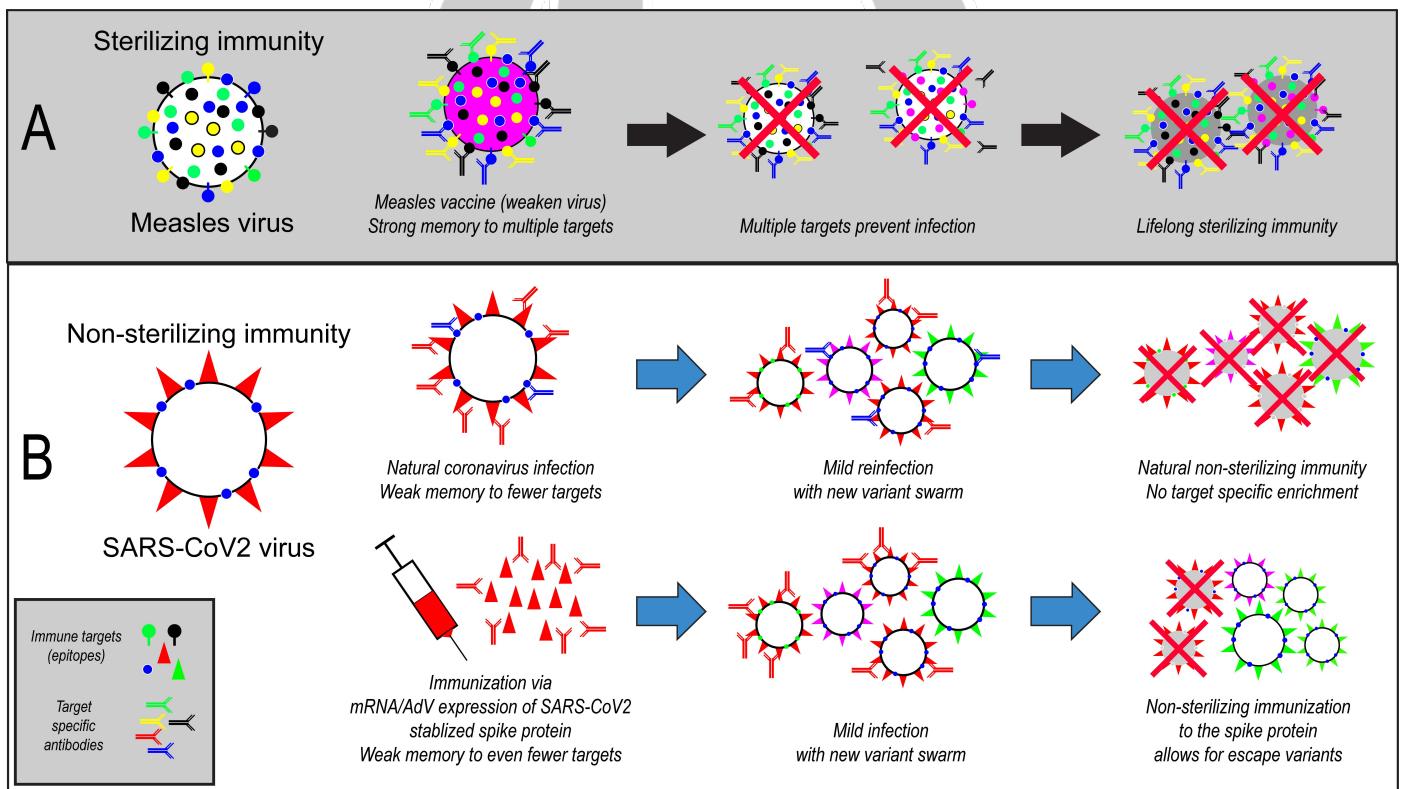 A
Sterilizing immunity
Measles virus
Measles vaccine (weaken virus)
Strong memory to multiple targets
Multiple targets prevent infection
Lifelong sterilizing immunity
B
Non-sterilizing immunity
SARS-CoV2 virus
Natural coronavirus infection
Weak memory to fewer targets
Mild reinfection
with new variant swarm
Natural non-sterilizing immunity
No target specific enrichment
Immunization via
mRNA/AdV expression of SARS-CoV2
stablized spike protein
Weak memory to even fewer targets
Mild infection
with new variant swarm
Non-sterilizing immunization
to the spike protein
allows for escape variants
Immune targets
(epitopes)
Target
specific
antibodies